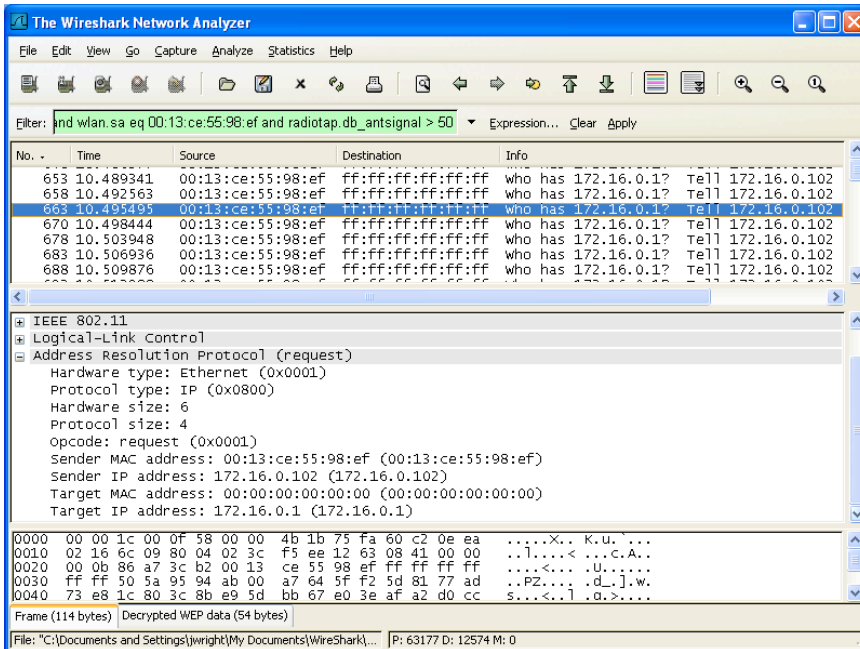 The Wireshark Network Analyzer
File Edit View Go Capture Analyze Statistics Help
Filter: and wlan.sa eq 00:13:ce:55:98:ef and radiotap.db_antsignal > 50 Expression... Clear Apply
No. . Time Source Destination Info
653 10.489341 00:13:ce:55:98:ef ff:ff:ff:ff:ff:ff who has 172.16.0.1? Tell 172.16.0.102
658 10.492563 00:13:ce:55:98:ef ff:ff:ff:ff:ff:ff who has 172.16.0.1? Tell 172.16.0.102
663 10.495495 00:13:ce:55:98:ef ff:ff:ff:ff:ff:ff who has 172.16.0.1? Tell 172.16.0.102
670 10.498444 00:13:ce:55:98:ef ff:ff:ff:ff:ff:ff who has 172.16.0.1? Tell 172.16.0.102
678 10.503948 00:13:ce:55:98:ef ff:ff:ff:ff:ff:ff who has 172.16.0.1? Tell 172.16.0.102
683 10.506936 00:13:ce:55:98:ef ff:ff:ff:ff:ff:ff who has 172.16.0.1? Tell 172.16.0.102
688 10.509876 00:13:ce:55:98:ef ff:ff:ff:ff:ff:ff who has 172.16.0.1? Tell 172.16.0.102
IEEE 802.11
Logical-Link Control
Address Resolution Protocol (request)
Hardware type: Ethernet (0x0001)
Protocol type: IP (0x0800)
Hardware size: 6
Protocol size: 4
Opcode: request (0x0001)
Sender MAC address: 00:13:ce:55:98:ef (00:13:ce:55:98:ef)
Sender IP address: 172.16.0.102 (172.16.0.102)
Target MAC address: 00:00:00:00:00:00 (00:00:00:00:00:00)
Target IP address: 172.16.0.1 (172.16.0.1)
0000 00 00 1c 00 0f 58 00 00 4b 1b 75 fa 60 c2 0e ea .....X.. K.u.`...
0010 02 16 6c 09 80 04 02 3c f5 ee 12 63 08 41 00 00 ..l....< ...c.A..
0020 00 0b 86 a7 3c b2 00 13 ce 55 98 ef ff ff ff ff ....<... .U......
0030 ff ff 50 5a 95 94 ab 00 a7 64 5f f2 5d 81 77 ad ..PZ.... .d_.].w.
0040 73 e8 1c 80 3c 8b e9 5d bb 67 e0 3e af a2 d0 cc s...<..] .g.>....
Frame (114 bytes) Decrypted WEP data (54 bytes)
File: "C:\Documents and Settings\jwright\My Documents\WireShark\... P: 63177 D: 12574 M: 0